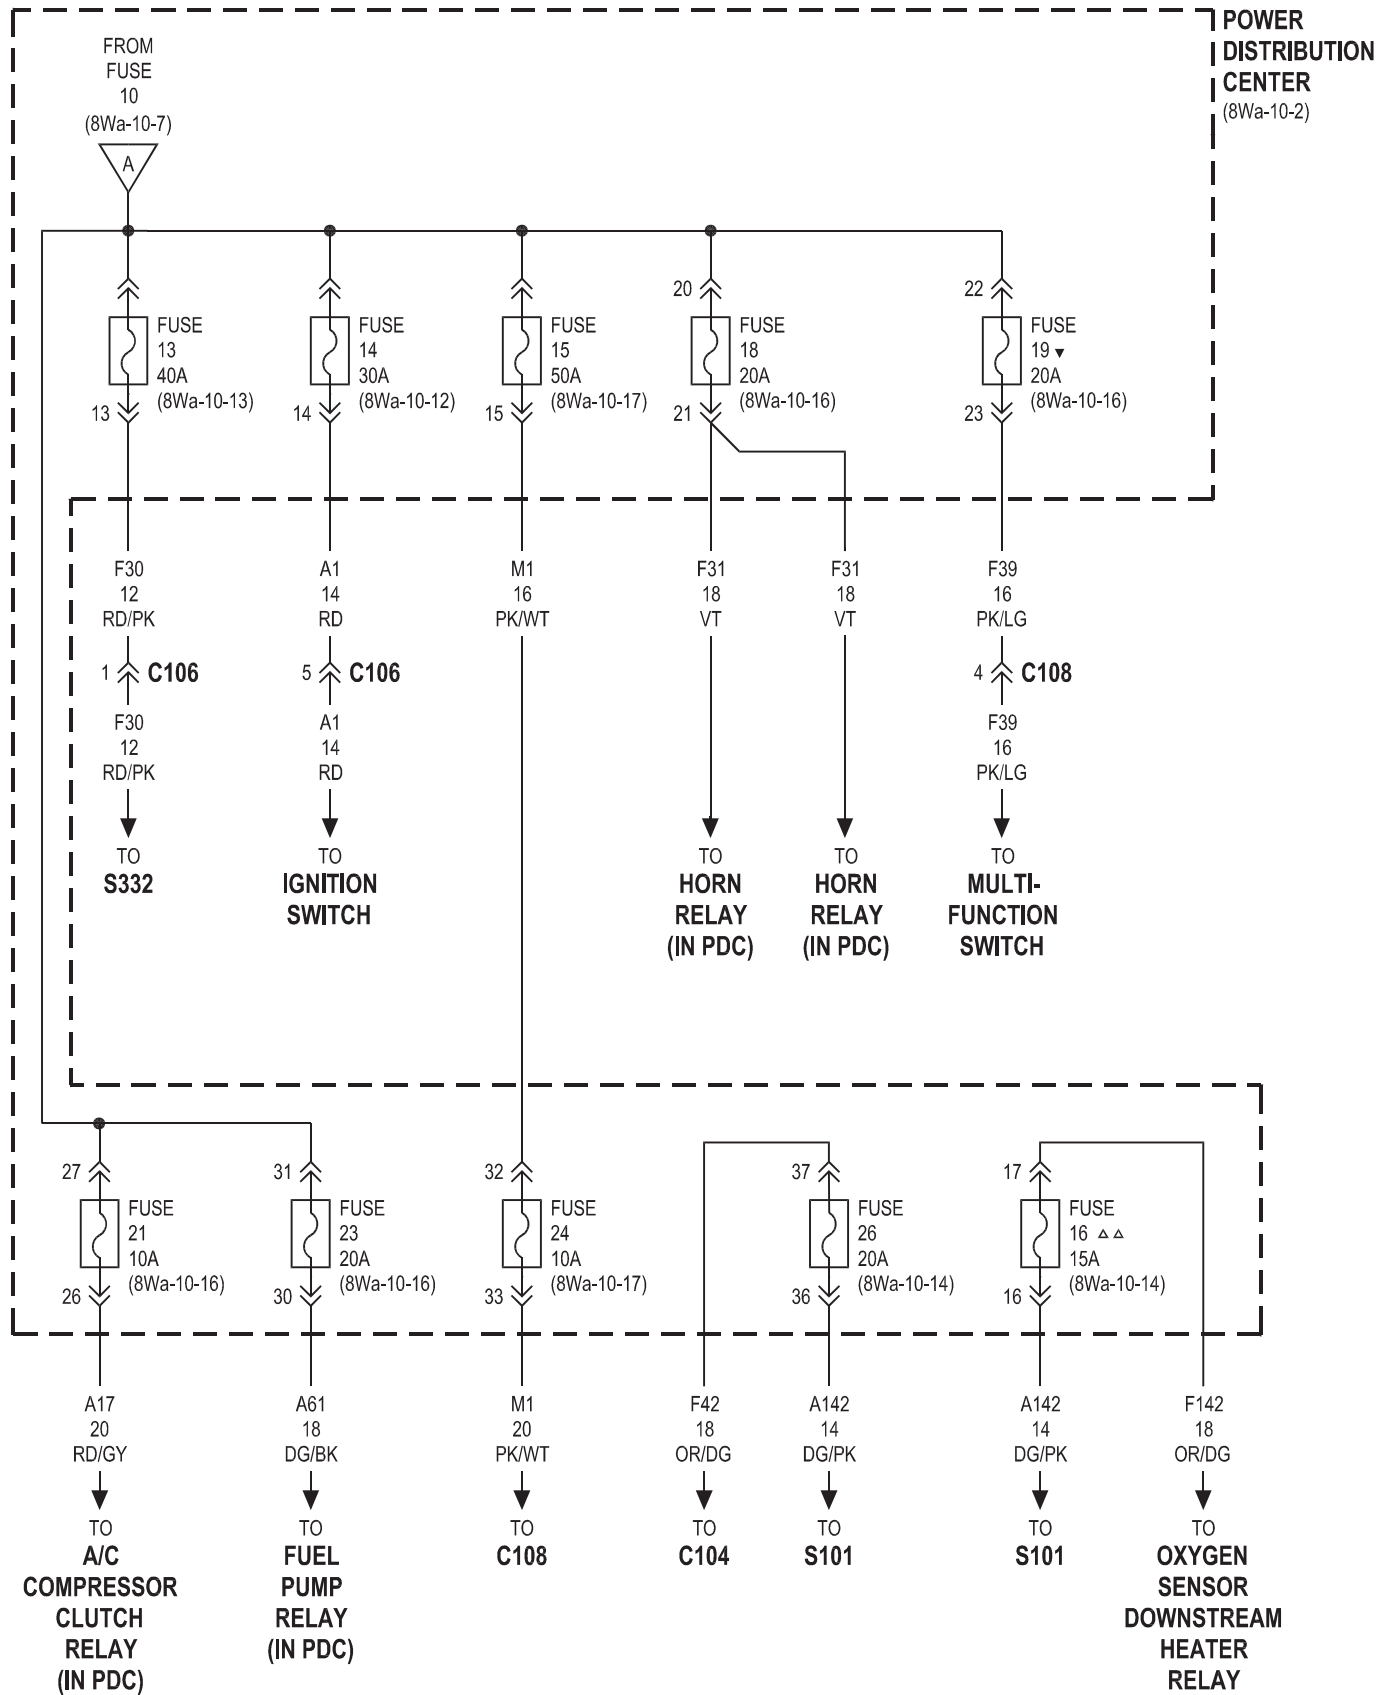 POWER
DISTRIBUTION
CENTER
(8Wa-10-2)
FROM
FUSE
10
(8Wa-10-7)
A
FUSE
13
40A
(8Wa-10-13)
13
FUSE
14
30A
(8Wa-10-12)
14
FUSE
15
50A
(8Wa-10-17)
15
20
FUSE
18
20A
(8Wa-10-16)
21
22
FUSE
19 ▼
20A
(8Wa-10-16)
23
F30
12
RD/PK
1
C106
F30
12
RD/PK
TO
S332
A1
14
RD
5
C106
A1
14
RD
TO
IGNITION
SWITCH
M1
16
PK/WT
F31
18
VT
TO
HORN
RELAY
(IN PDC)
F31
18
VT
TO
HORN
RELAY
(IN PDC)
F39
16
PK/LG
4
C108
F39
16
PK/LG
TO
MULTI-
FUNCTION
SWITCH
27
FUSE
21
10A
(8Wa-10-16)
26
31
FUSE
23
20A
(8Wa-10-16)
30
32
FUSE
24
10A
(8Wa-10-17)
33
37
FUSE
26
20A
(8Wa-10-14)
36
17
FUSE
16 △ △
15A
(8Wa-10-14)
16
A17
20
RD/GY
TO
A/C
COMPRESSOR
CLUTCH
RELAY
(IN PDC)
A61
18
DG/BK
TO
FUEL
PUMP
RELAY
(IN PDC)
M1
20
PK/WT
TO
C108
F42
18
OR/DG
TO
C104
A142
14
DG/PK
TO
S101
A142
14
DG/PK
TO
S101
F142
18
OR/DG
TO
OXYGEN
SENSOR
DOWNSTREAM
HEATER
RELAY